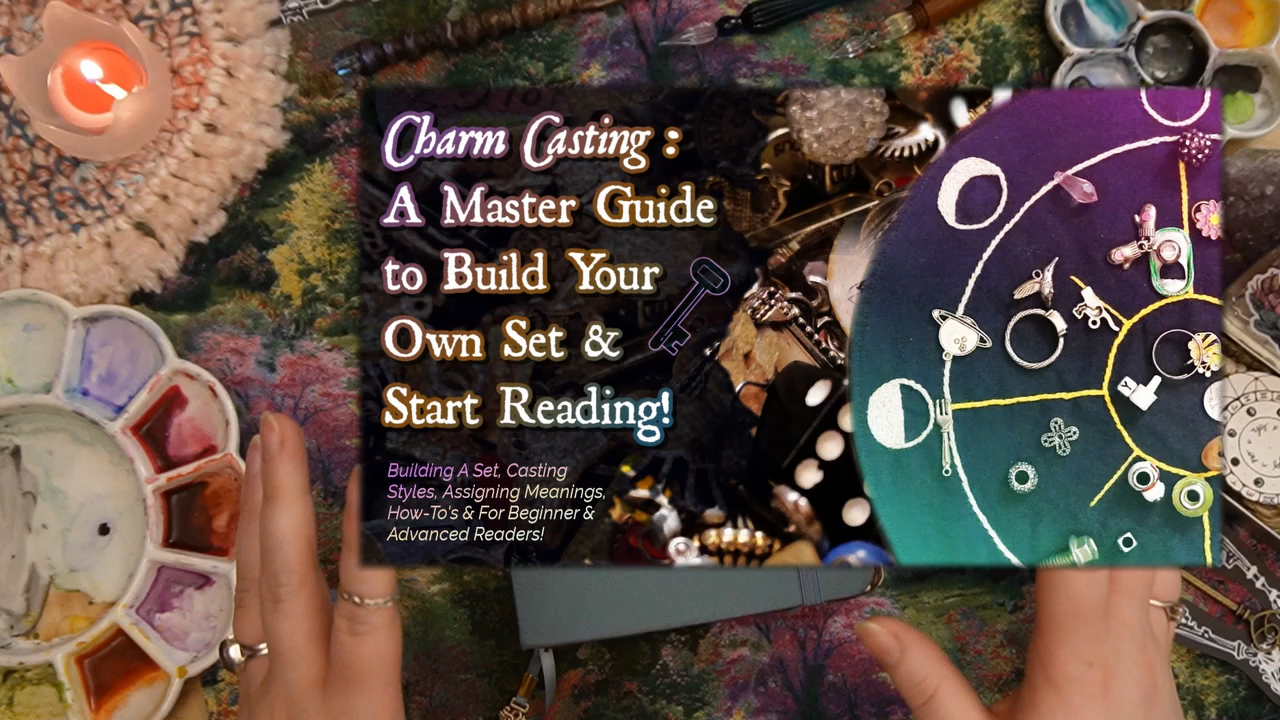 Charm Casting :
A Master Guide
to Build Your
Own Set &
Start Reading!
Building A Set, Casting
Styles, Assigning Meanings,
How-To's & For Beginner &
Advanced Readers!